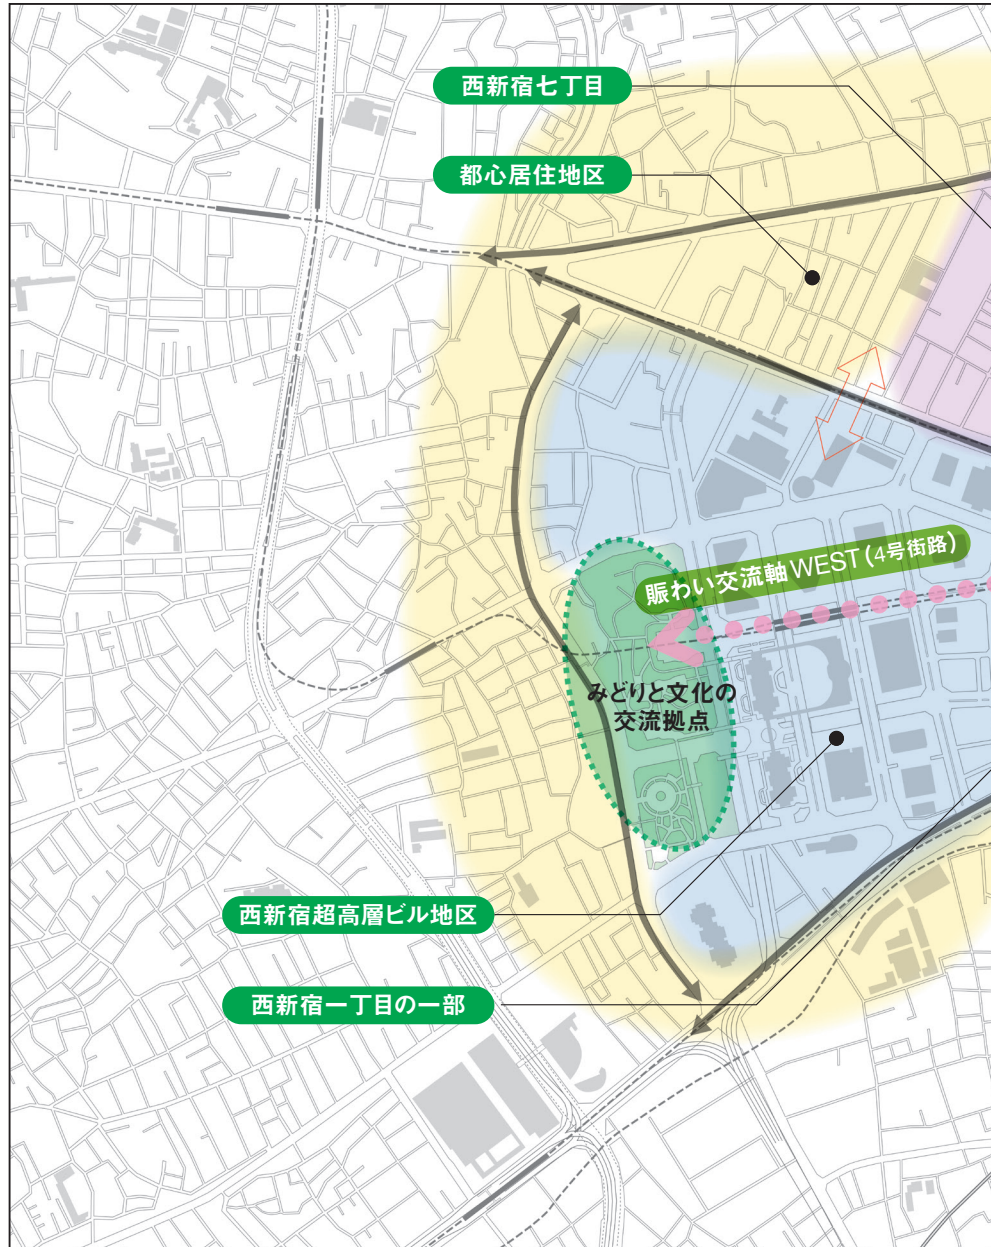 西新宿七丁目
都心居住地区
賑わい交流軸WEST（4号街路）
みどりと文化の
交流拠点
西新宿超高層ビル地区
西新宿一丁目の一部